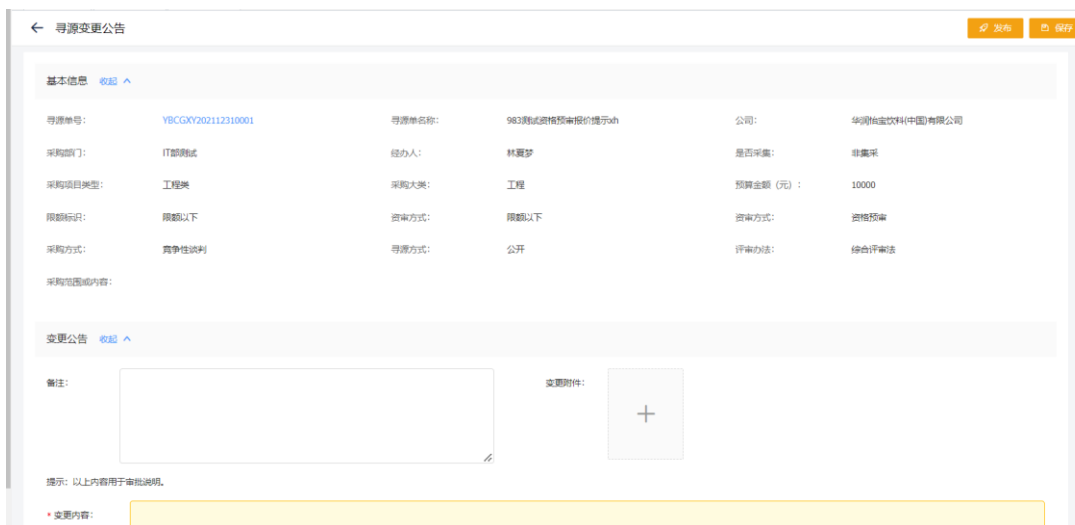 寻源变更公告 发布 保存
基本信息 收起
寻源单号： YBCGXY202112310001 寻源单名称： 983测试资格预审报价提示xh 公司： 华润怡宝饮料(中国)有限公司
采购部门： IT部测试 经办人： 林夏梦 是否采集： 非集采
采购项目类型： 工程类 采购大类： 工程 预算金额（元）： 10000
限额标识： 限额以下 资审方式： 限额以下 资审方式： 资格预审
采购方式： 竞争性谈判 寻源方式： 公开 评审办法： 综合评审法
采购范围或内容：
变更公告 收起
备注： 变更附件：
提示：以上内容用于审批说明。
* 变更内容：